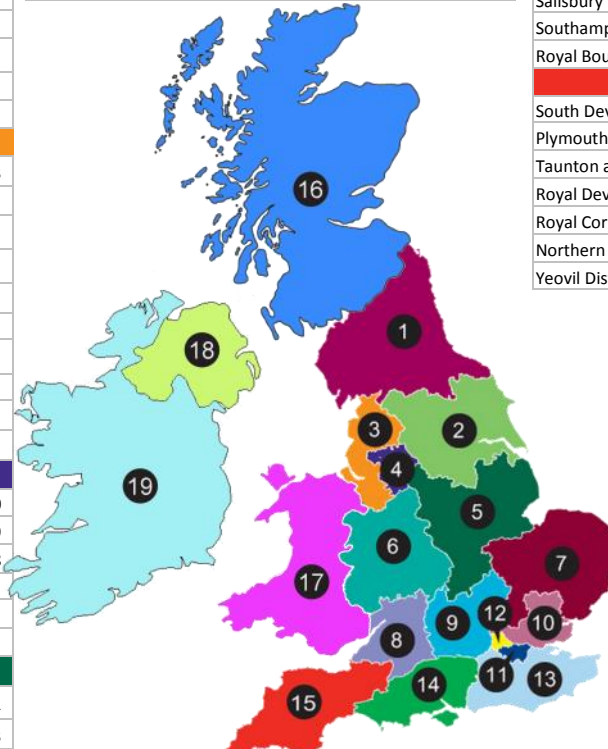 Salisbury
Southamp
Royal Bou
South Dev
Plymouth
Taunton a
Royal Dev
Royal Cor
Northern
Yeovil Dis
16
1
18
3
2
4
19
5
6
7
17
12
9
10
8
11
13
14
15